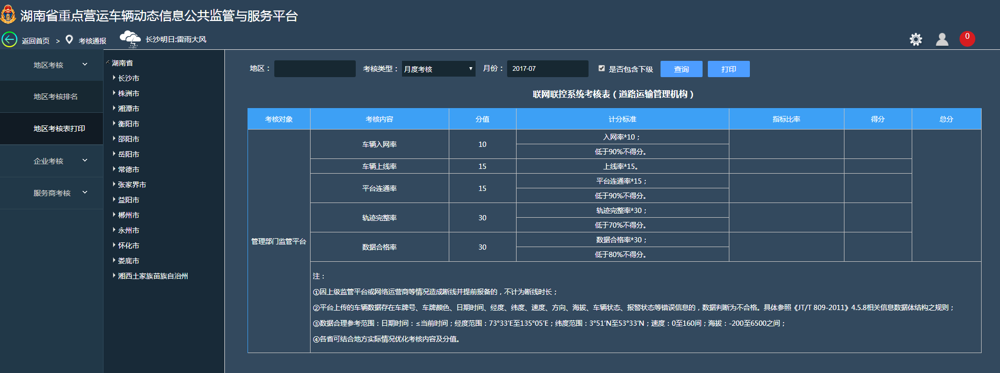 湖南省重点营运车辆动态信息公共监管与服务平台
返回首页 > 考核通报 长沙明日:雷雨大风
0
地区考核
地区考核排名
地区考核表打印
企业考核
服务商考核
湖南省
长沙市
株洲市
湘潭市
衡阳市
邵阳市
岳阳市
常德市
张家界市
益阳市
郴州市
永州市
怀化市
娄底市
湘西土家族苗族自治州
地区： 考核类型： 月度考核 月份： 2017-07 是否包含下级 查询 打印
联网联控系统考核表（道路运输管理机构）
考核对象 考核内容 分值 计分标准 指标比率 得分 总分
管理部门监管平台
车辆入网率 10 入网率*10；
低于90%不得分。
车辆上线率 15 上线率*15。
平台连通率 15 平台连通率*15；
低于90%不得分。
轨迹完整率 30 轨迹完整率*30；
低于70%不得分。
数据合格率 30 数据合格率*30；
低于80%不得分。
注：
①因上级监管平台或网络运营商等情况造成断线并提前报备的，不计为断线时长；
②平台上传的车辆数据存在车牌号、车牌颜色、日期时间、经度、纬度、速度、方向、海拔、车辆状态、报警状态等错误信息的，数据判断为不合格。具体参照《JT/T 809-2011》4.5.8相关信息数据体结构之规则；
③数据合理参考范围：日期时间：≤当前时间；经度范围：73°33′E至135°05′E；纬度范围：3°51′N至53°33′N；速度：0至160间；海拔：-200至6500之间；
④各省可结合地方实际情况优化考核内容及分值。